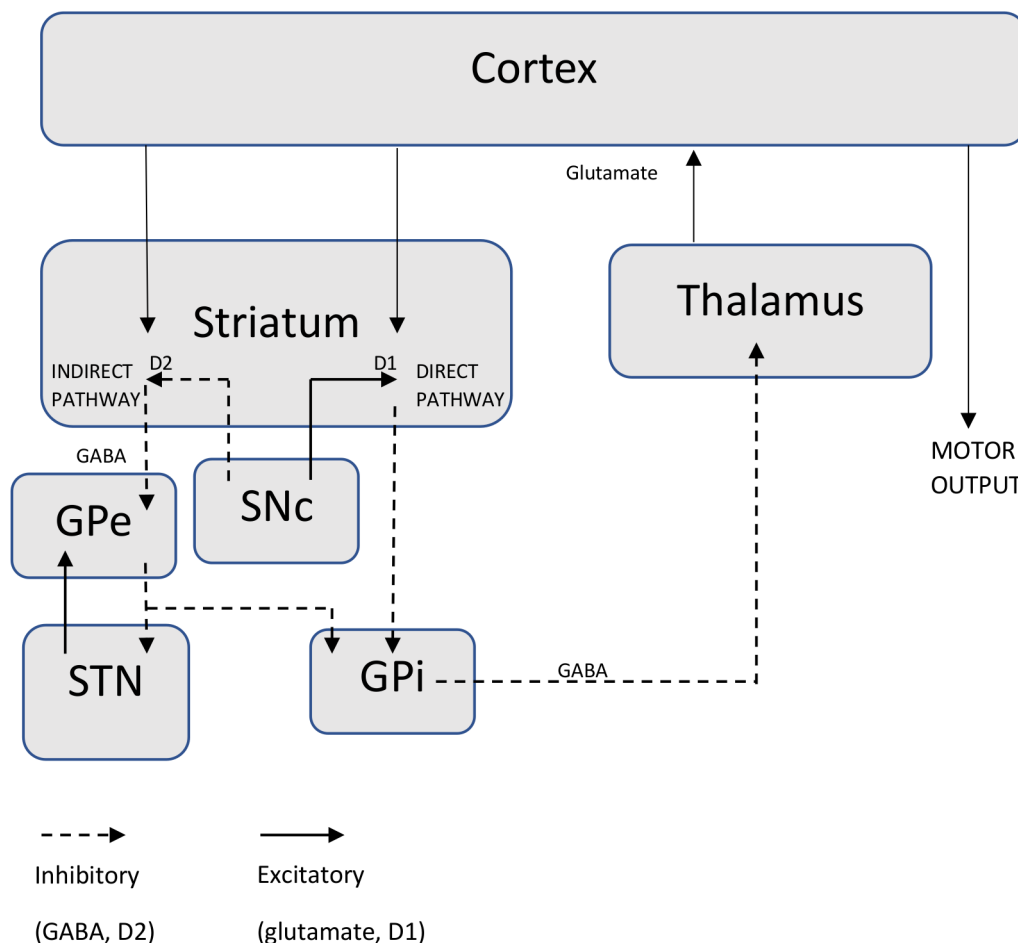 Cortex
Glutamate
Striatum
Thalamus
D2
D1
INDIRECT
PATHWAY
DIRECT
PATHWAY
GABA
MOTOR
OUTPUT
GPe
SNc
STN
GPi
GABA
Inhibitory
(GABA, D2)
Excitatory
(glutamate, D1)